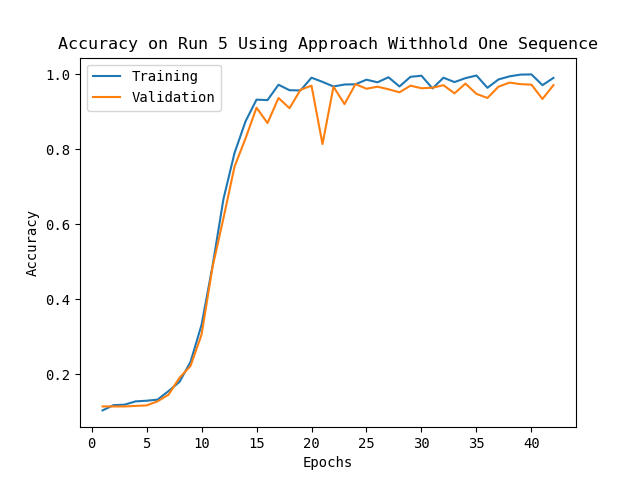 Accuracy on Run 5 Using Approach Withhold One Sequence
Training
Validation
1.0
0.8
0.6
0.4
0.2
Accuracy
0 5 10 15 20 25 30 35 40
Epochs